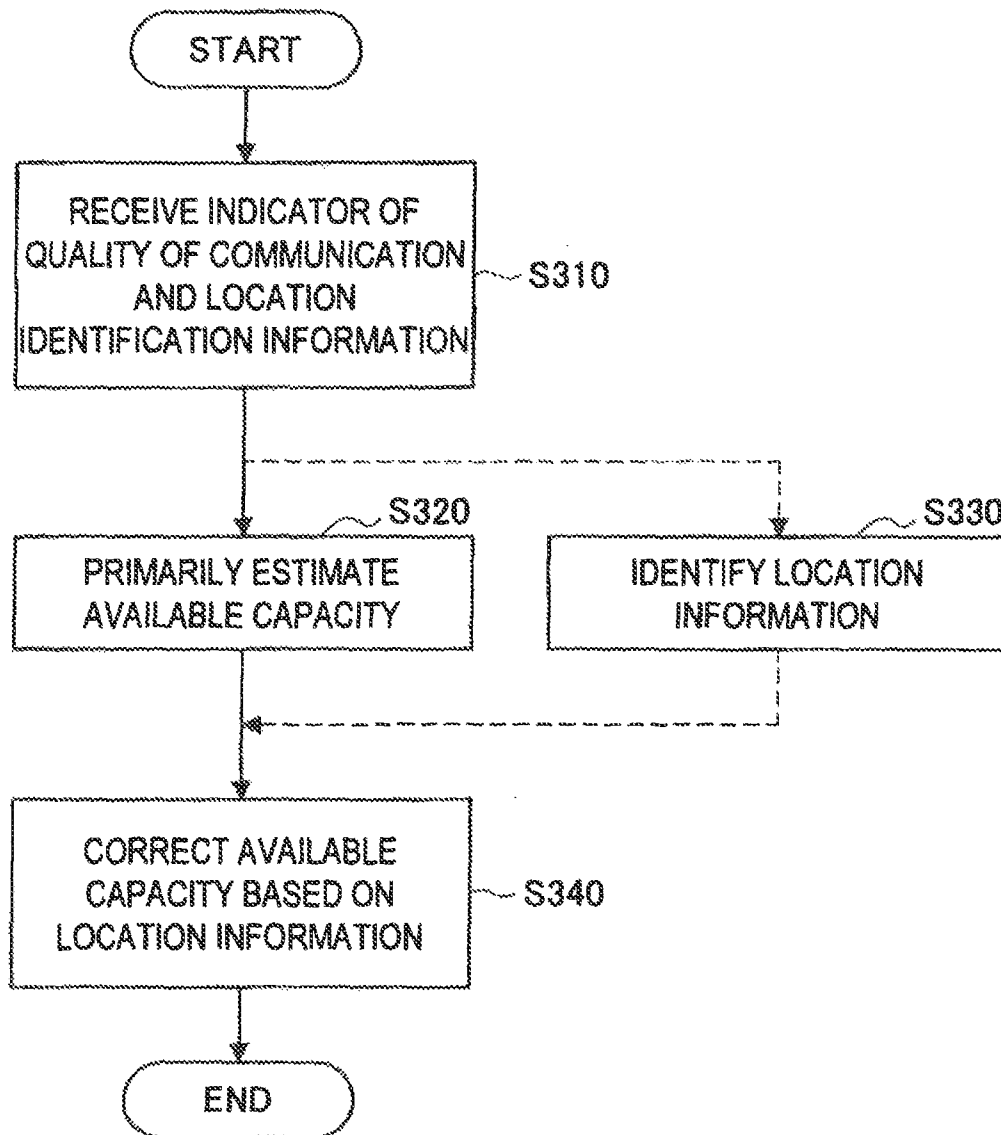 START
RECEIVE INDICATOR OF
QUALITY OF COMMUNICATION
AND LOCATION
IDENTIFICATION INFORMATION
S310
S320
PRIMARILY ESTIMATE
AVAILABLE CAPACITY
S330
IDENTIFY LOCATION
INFORMATION
CORRECT AVAILABLE
CAPACITY BASED ON
LOCATION INFORMATION
S340
END